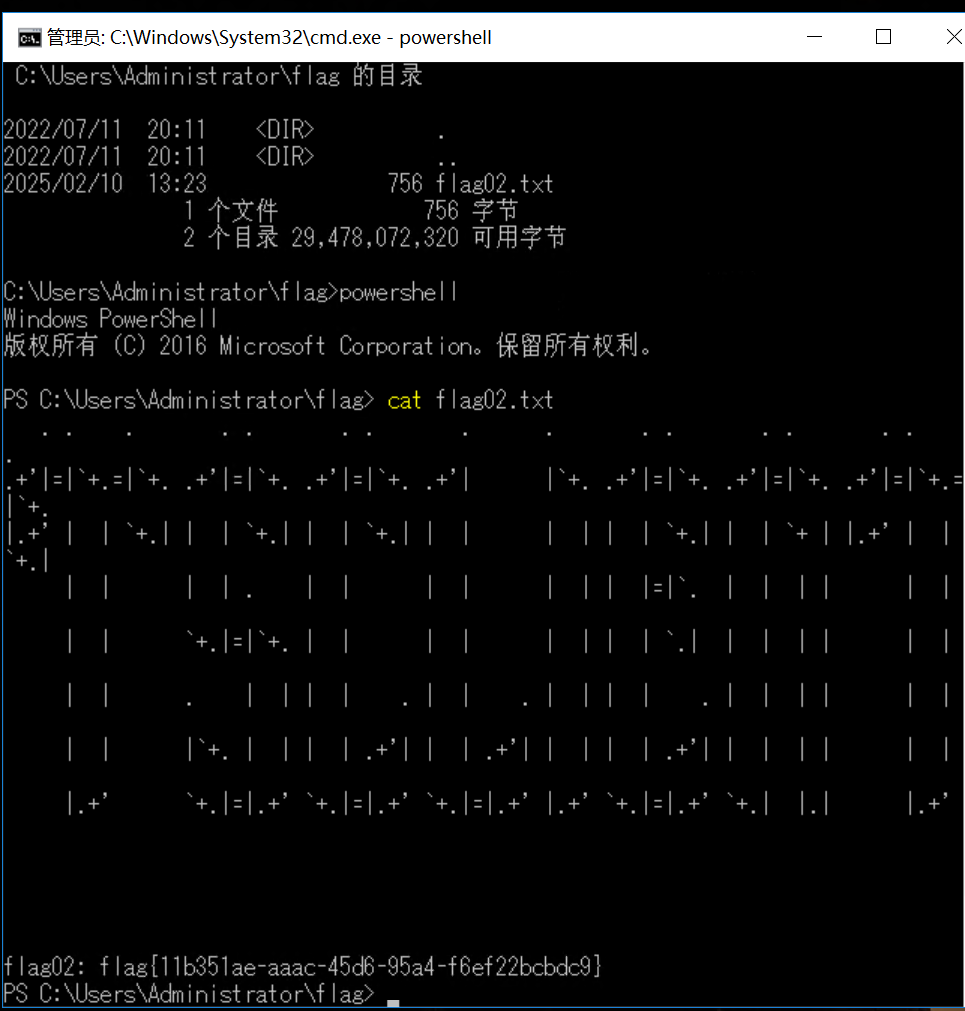 管理员: C:\Windows\System32\cmd.exe - powershell
C:\Users\Administrator\flag 的目录
2022/07/11  20:11    <DIR>          .
2022/07/11  20:11    <DIR>          ..
2025/02/10  13:23               756 flag02.txt
               1 个文件            756 字节
               2 个目录 29,478,072,320 可用字节
C:\Users\Administrator\flag>powershell
Windows PowerShell
版权所有 (C) 2016 Microsoft Corporation。保留所有权利。
PS C:\Users\Administrator\flag> cat flag02.txt
   . .    .       . .       . .       .      .       . .       . .       . .
.
.+'|=|`+.=|`+. .+'|=|`+. .+'|=|`+. .+'|      |`+. .+'|=|`+. .+'|=|`+. .+'|=|`+.=
|`+.
|.+' |  | `+.| |  | `+.| |  | `+.| |  |      |  | |  | `+.| |  | `+ | |.+' |  |
`+.|
     |  |      |  | .    |  |      |  |      |  | |  |=|`.  |  |  | |      |  |
     |  |      `+.|=|`+. |  |      |  |      |  | |  | `.|  |  |  | |      |  |
     |  |      .    |  | |  |    . |  |    . |  | |  |    . |  |  | |      |  |
     |  |      |`+. |  | |  | .+'| |  | .+'| |  | |  | .+'| |  |  | |      |  |
     |.+'      `+.|=|.+' `+.|=|.+' `+.|=|.+' |.+' `+.|=|.+' `+.|  |.|      |.+'
flag02: flag{11b351ae-aaac-45d6-95a4-f6ef22bcbdc9}
PS C:\Users\Administrator\flag>